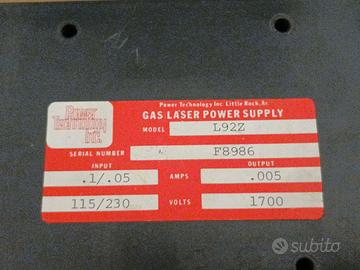 Power Technology Inc. Little Rock, Ar.
Power
Technology
Inc.
GAS LASER POWER SUPPLY
MODEL L92Z
SERIAL NUMBER F8986
INPUT OUTPUT
.1/.05 AMPS .005
115/230 VOLTS 1700
subito